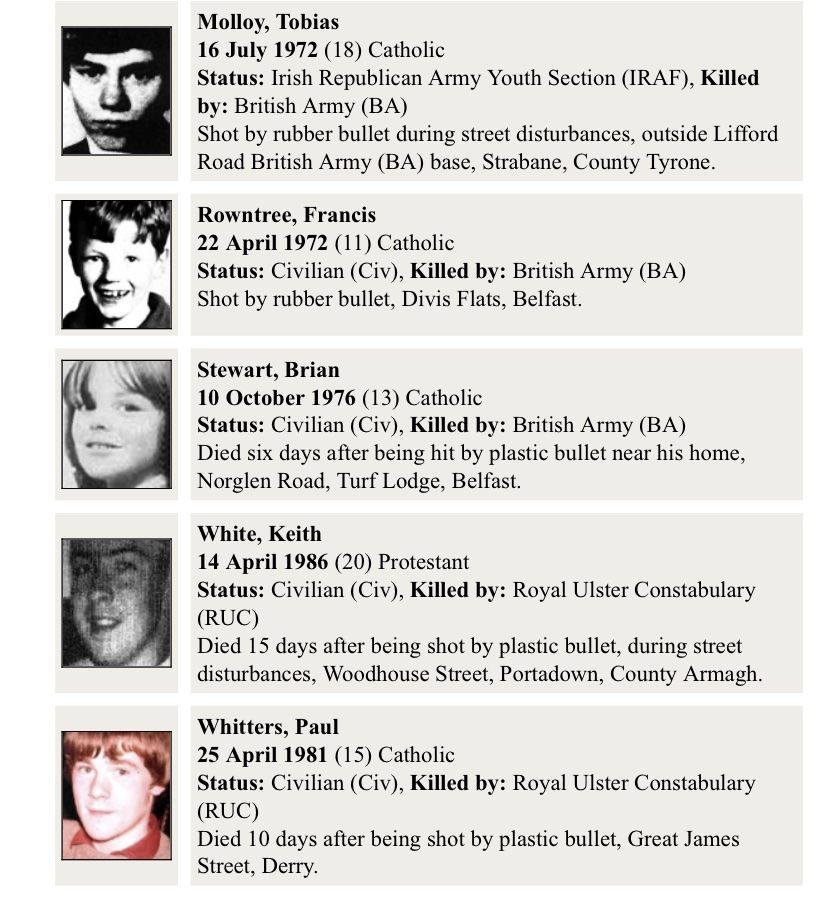 Molloy, Tobias
16 July 1972 (18) Catholic
Status: Irish Republican Army Youth Section (IRAF), Killed
by: British Army (BA)
Shot by rubber bullet during street disturbances, outside Lifford
Road British Army (BA) base, Strabane, County Tyrone.
Rowntree, Francis
22 April 1972 (11) Catholic
Status: Civilian (Civ), Killed by: British Army (BA)
Shot by rubber bullet, Divis Flats, Belfast.
Stewart, Brian
10 October 1976 (13) Catholic
Status: Civilian (Civ), Killed by: British Army (BA)
Died six days after being hit by plastic bullet near his home,
Norglen Road, Turf Lodge, Belfast.
White, Keith
14 April 1986 (20) Protestant
Status: Civilian (Civ), Killed by: Royal Ulster Constabulary
(RUC)
Died 15 days after being shot by plastic bullet, during street
disturbances, Woodhouse Street, Portadown, County Armagh.
Whitters, Paul
25 April 1981 (15) Catholic
Status: Civilian (Civ), Killed by: Royal Ulster Constabulary
(RUC)
Died 10 days after being shot by plastic bullet, Great James
Street, Derry.